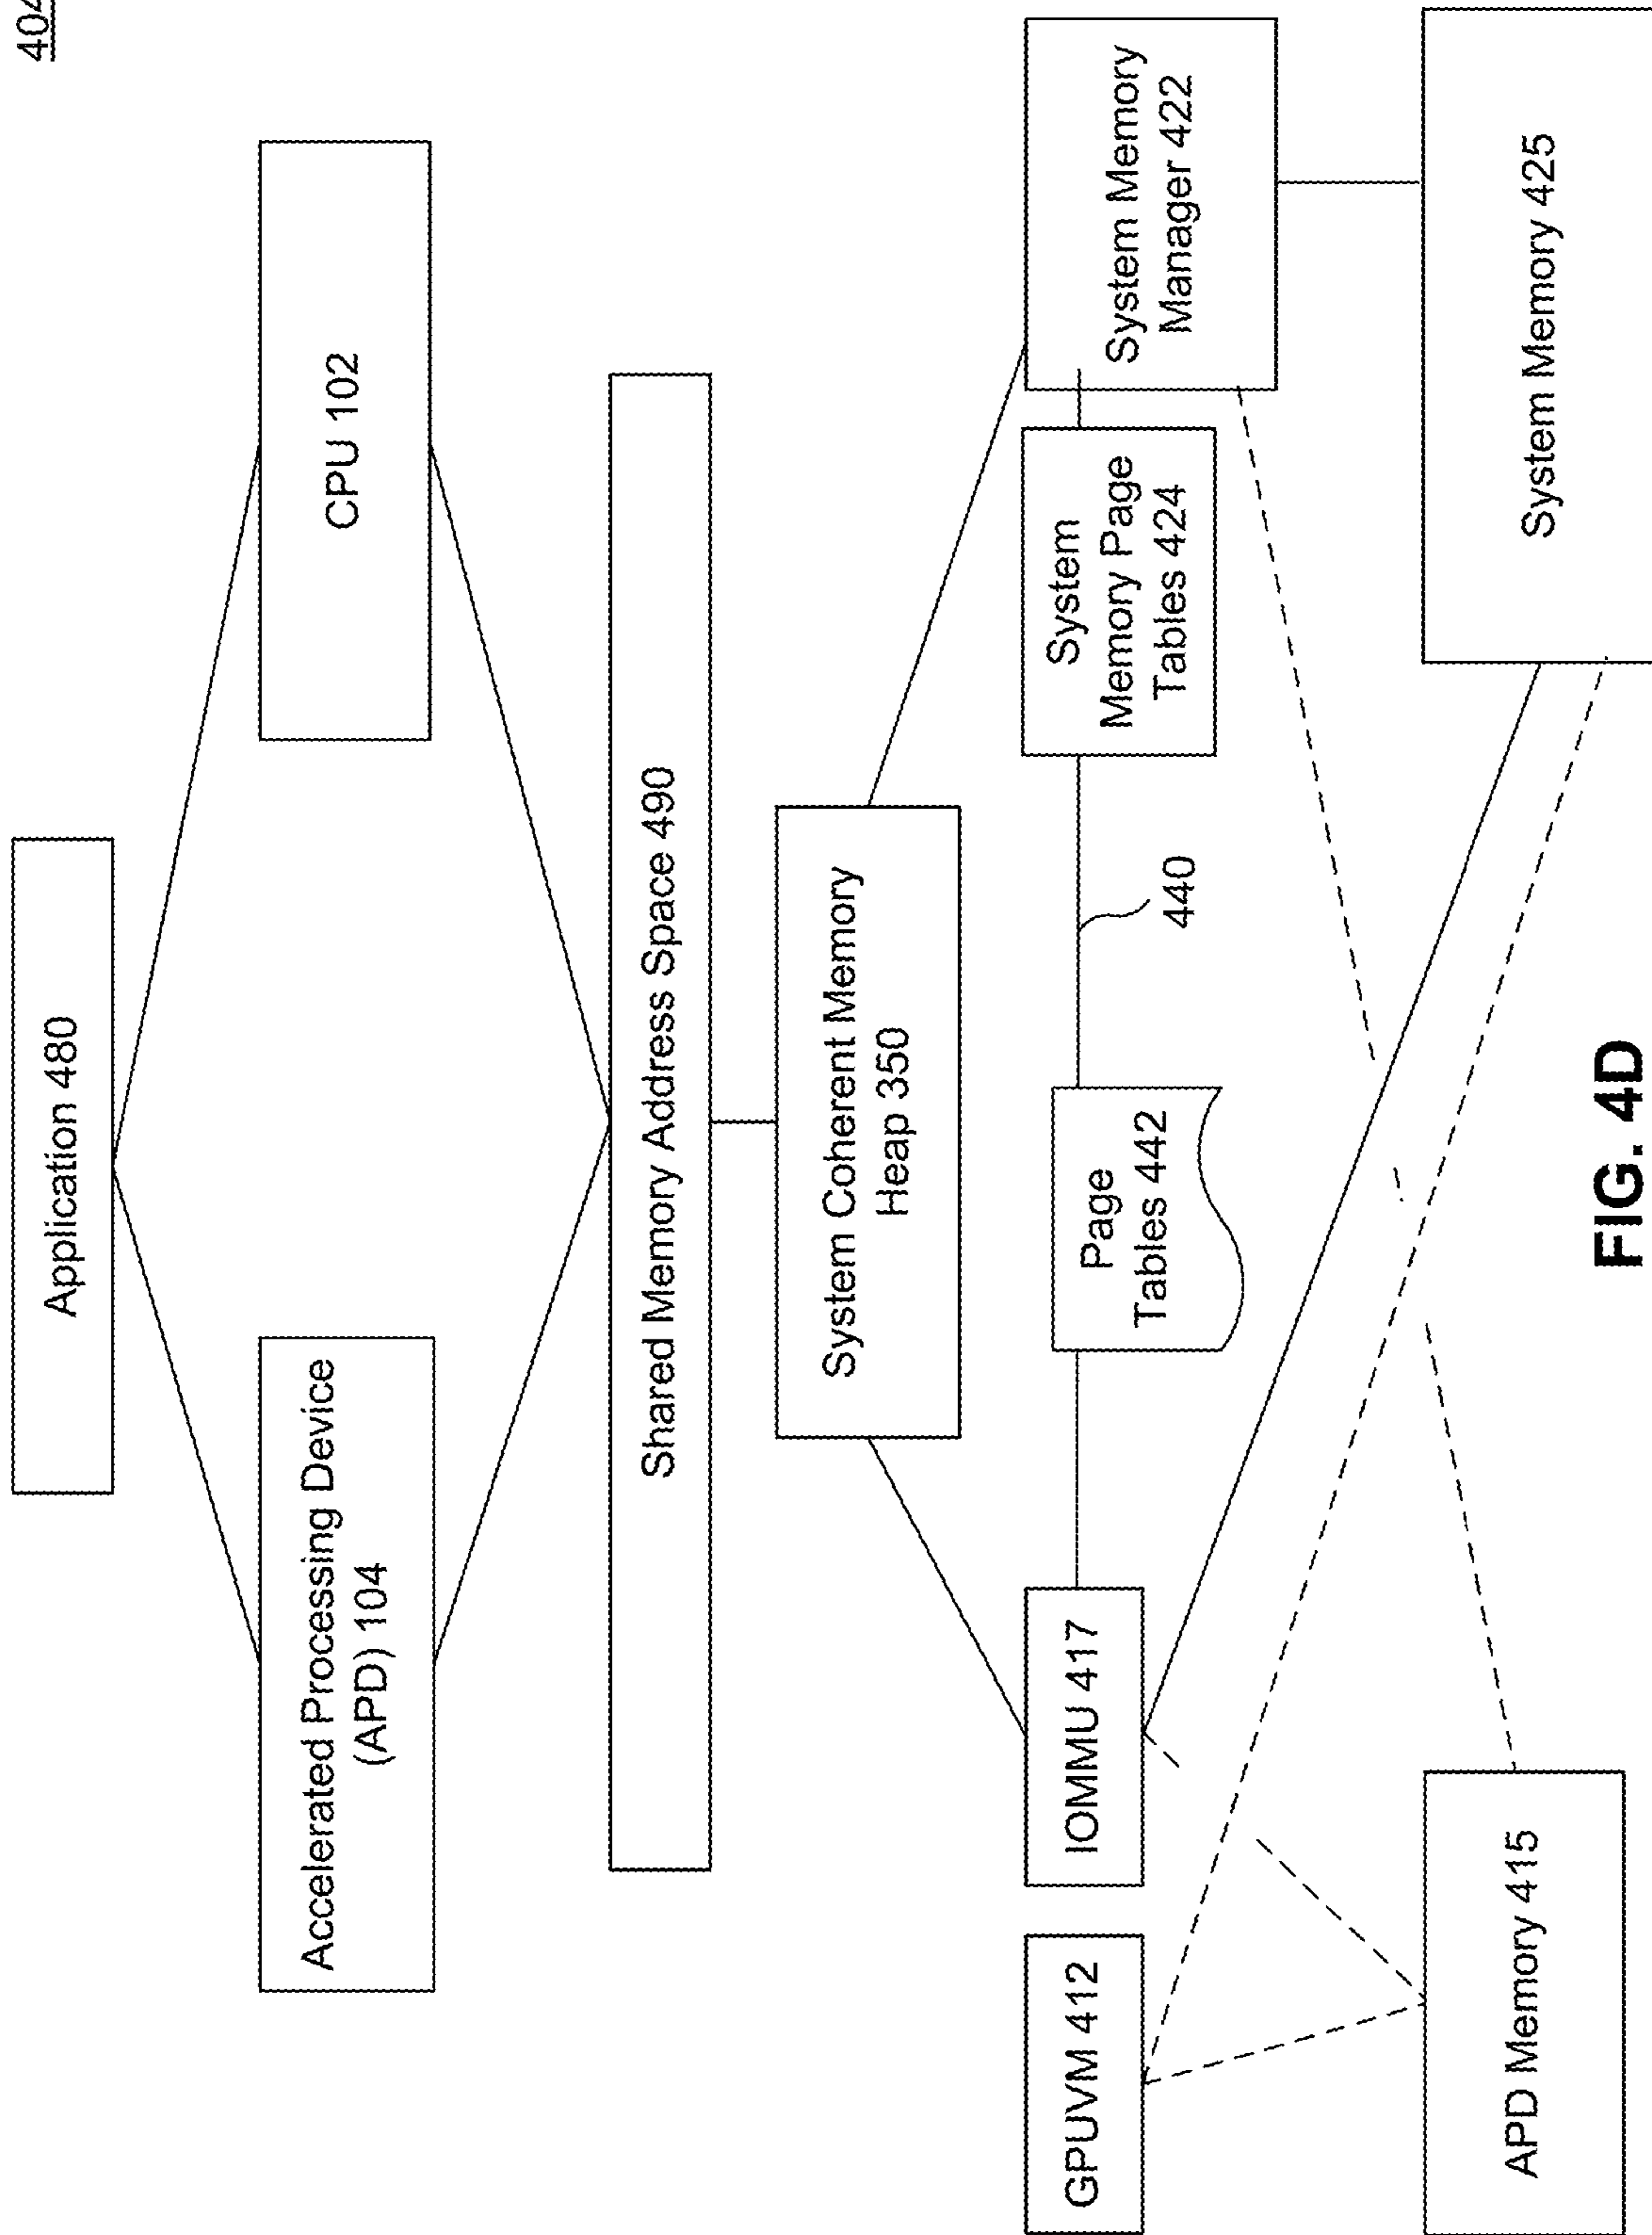 404
Application 480
Accelerated Processing Device
(APD) 104
CPU 102
Shared Memory Address Space 490
System Coherent Memory
Heap 350
GPUVM 412
IOMMU 417
Page
Tables 442
440
System
Memory Page
Tables 424
System Memory
Manager 422
APD Memory 415
System Memory 425
FIG. 4D